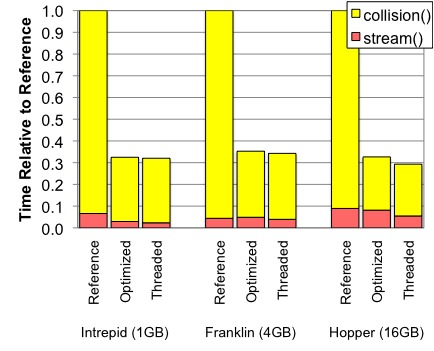 collision()
stream()
Time Relative to Reference
1.0
0.9
0.8
0.7
0.6
0.5
0.4
0.3
0.2
0.1
0.0
Reference
Optimized
Threaded
Reference
Optimized
Threaded
Reference
Optimized
Threaded
Intrepid (1GB)
Franklin (4GB)
Hopper (16GB)